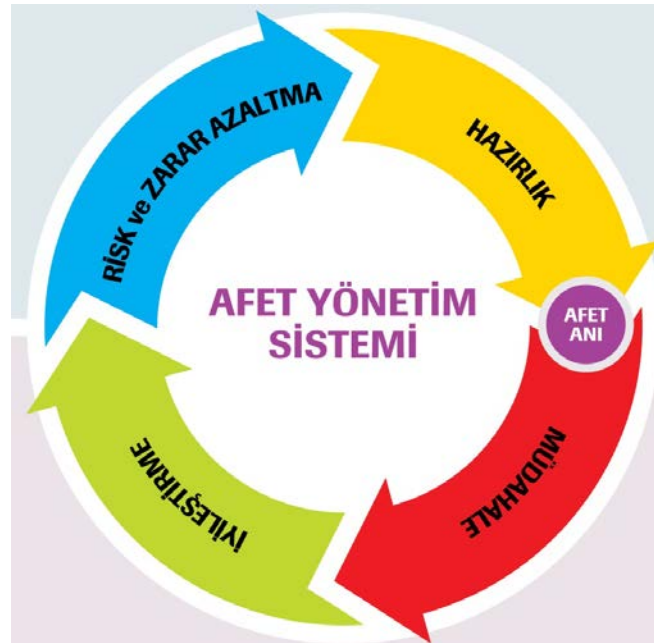 RİSK ve ZARAR AZALTMA
HAZIRLIK
AFET YÖNETİM
SİSTEMİ
AFET
ANI
MÜDAHALE
İYİLEŞTİRME